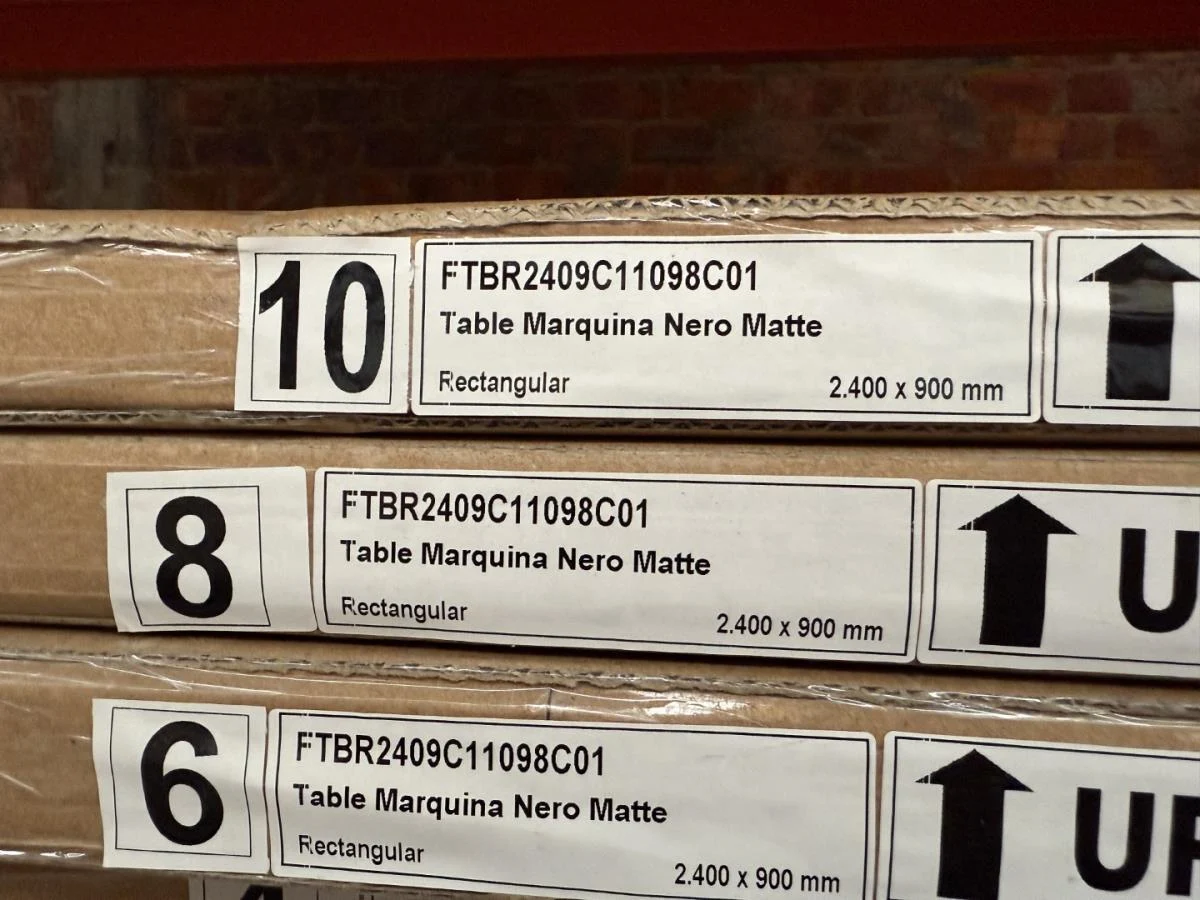 10
FTBR2409C11098C01
Table Marquina Nero Matte
Rectangular
2.400 x 900 mm
8
FTBR2409C11098C01
Table Marquina Nero Matte
Rectangular
2.400 x 900 mm
U
6
FTBR2409C11098C01
Table Marquina Nero Matte
Rectangular
2.400 x 900 mm
UP